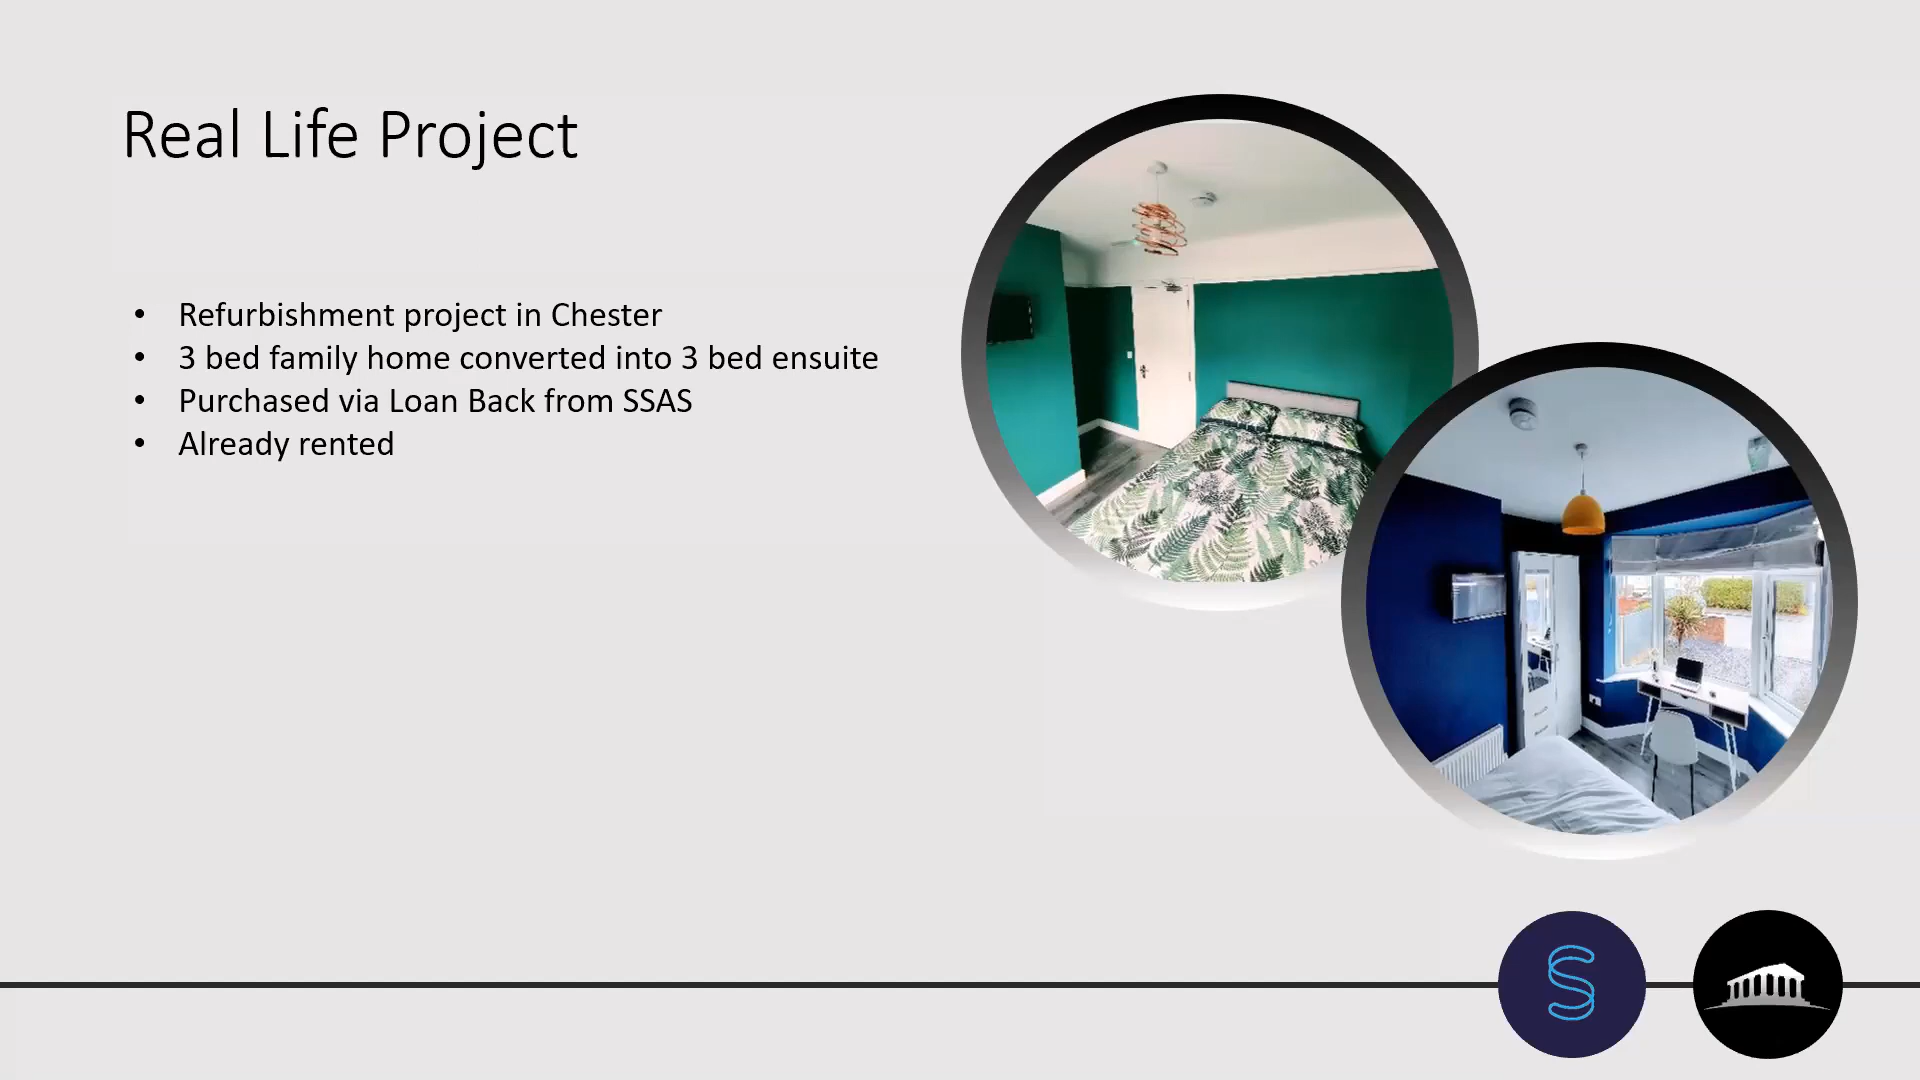 Real Life Project
• Refurbishment project in Chester
• 3 bed family home converted into 3 bed ensuite
• Purchased via Loan Back from SSAS
• Already rented
S